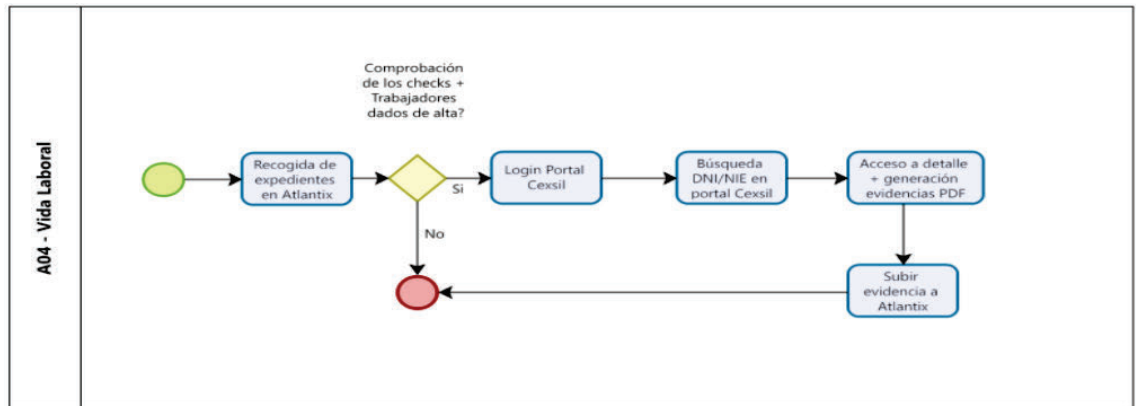 A04 - Vida Laboral
Comprobación
de los checks +
Trabajadores
dados de alta?
Recogida de
expedientes
en Atlantix
Si
Login Portal
Cexsil
Búsqueda
DNI/NIE en
portal Cexsil
Acceso a detalle
+ generación
evidencias PDF
No
Subir
evidencia a
Atlantix